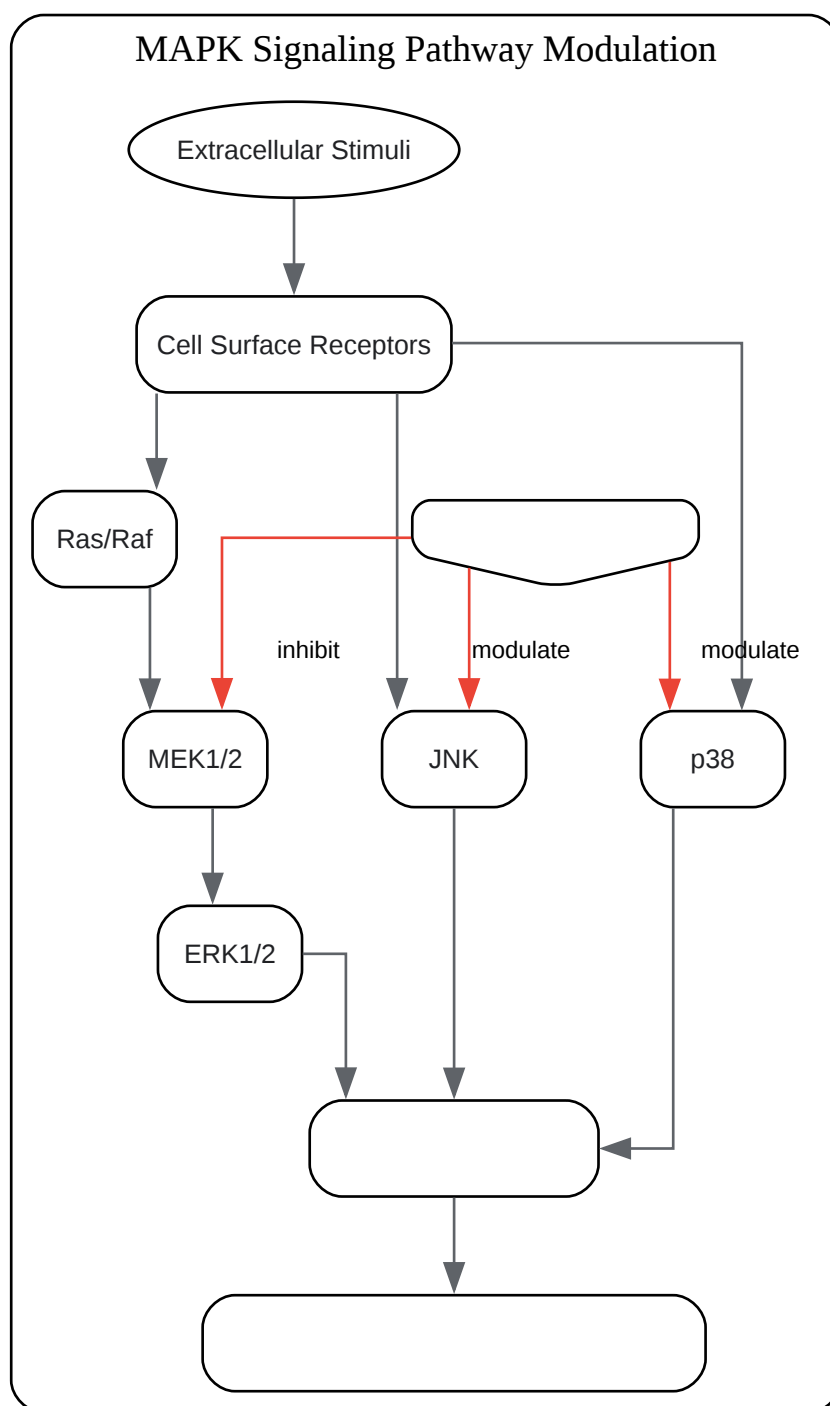 MAPK Signaling Pathway Modulation
Extracellular Stimuli
Cell Surface Receptors
Ras/Raf
inhibit
modulate
modulate
MEK1/2
JNK
p38
ERK1/2